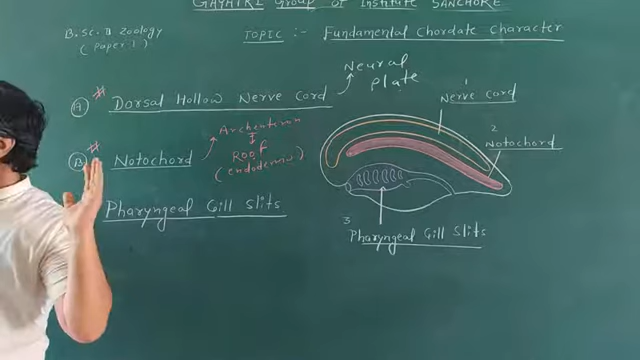 GAYATRI Group of Institute SANCHORE
B.Sc. II Zoology
(Paper I)
TOPIC :- Fundamental Chordate Character
Neural
plate
(A) # Dorsal Hollow Nerve Cord
Archenteron
Roof
(endodermis)
(B) # Notochord
Pharyngeal Gill Slits
1
Nerve cord
2
Notochord
3
Pharyngeal Gill Slits